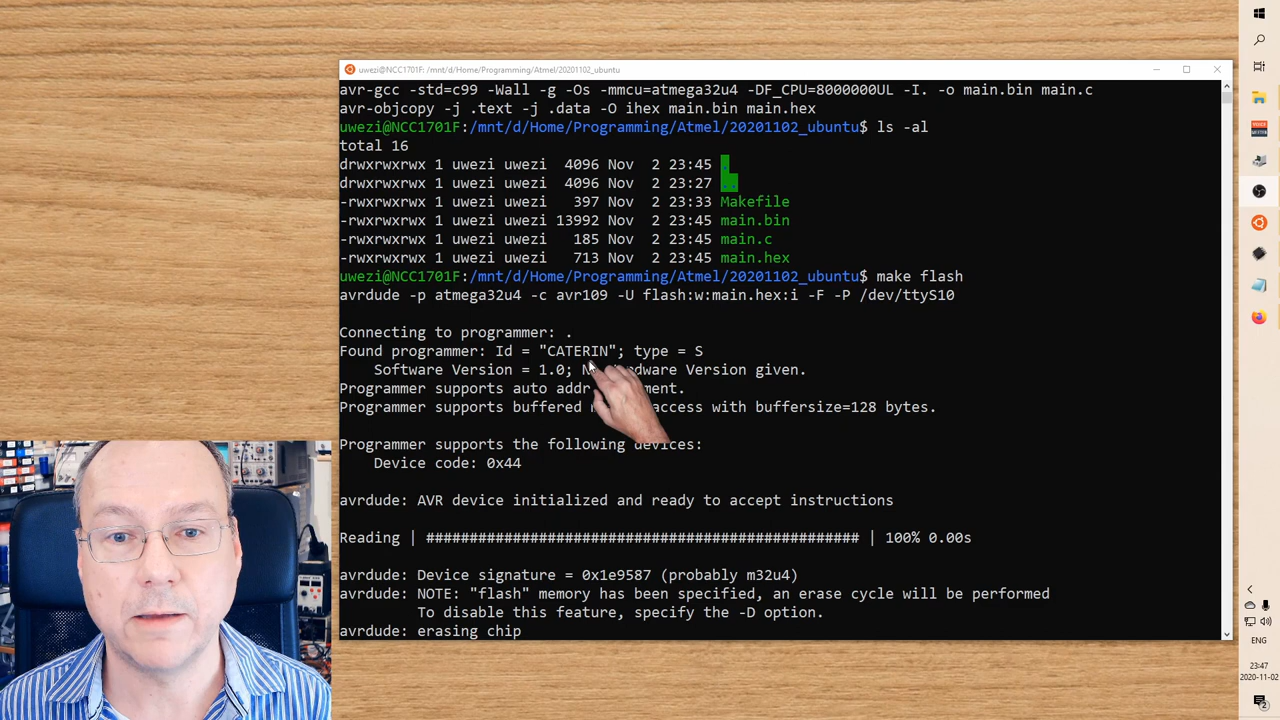 uwezi@NCC1701F: /mnt/d/Home/Programming/Atmel/20201102_ubuntu
avr-gcc -std=c99 -Wall -g -Os -mmcu=atmega32u4 -DF_CPU=8000000UL -I. -o main.bin main.c
avr-objcopy -j .text -j .data -O ihex main.bin main.hex
uwezi@NCC1701F:/mnt/d/Home/Programming/Atmel/20201102_ubuntu$ ls -al
total 16
drwxrwxrwx 1 uwezi uwezi 4096 Nov 2 23:45 .
drwxrwxrwx 1 uwezi uwezi 4096 Nov 2 23:27 ..
-rwxrwxrwx 1 uwezi uwezi 397 Nov 2 23:33 Makefile
-rwxrwxrwx 1 uwezi uwezi 13992 Nov 2 23:45 main.bin
-rwxrwxrwx 1 uwezi uwezi 185 Nov 2 23:45 main.c
-rwxrwxrwx 1 uwezi uwezi 713 Nov 2 23:45 main.hex
uwezi@NCC1701F:/mnt/d/Home/Programming/Atmel/20201102_ubuntu$ make flash
avrdude -p atmega32u4 -c avr109 -U flash:w:main.hex:i -F -P /dev/ttyS10
Connecting to programmer: .
Found programmer: Id = "CATERIN"; type = S
Software Version = 1.0; Hardware Version given.
Programmer supports auto addr
Programmer supports buffered access with buffersize=128 bytes.
Programmer supports the following devices:
Device code: 0x44
avrdude: AVR device initialized and ready to accept instructions
Reading | ################################################## | 100% 0.00s
avrdude: Device signature = 0x1e9587 (probably m32u4)
avrdude: NOTE: "flash" memory has been specified, an erase cycle will be performed
To disable this feature, specify the -D option.
avrdude: erasing chip
ENG
23:47
2020-11-02